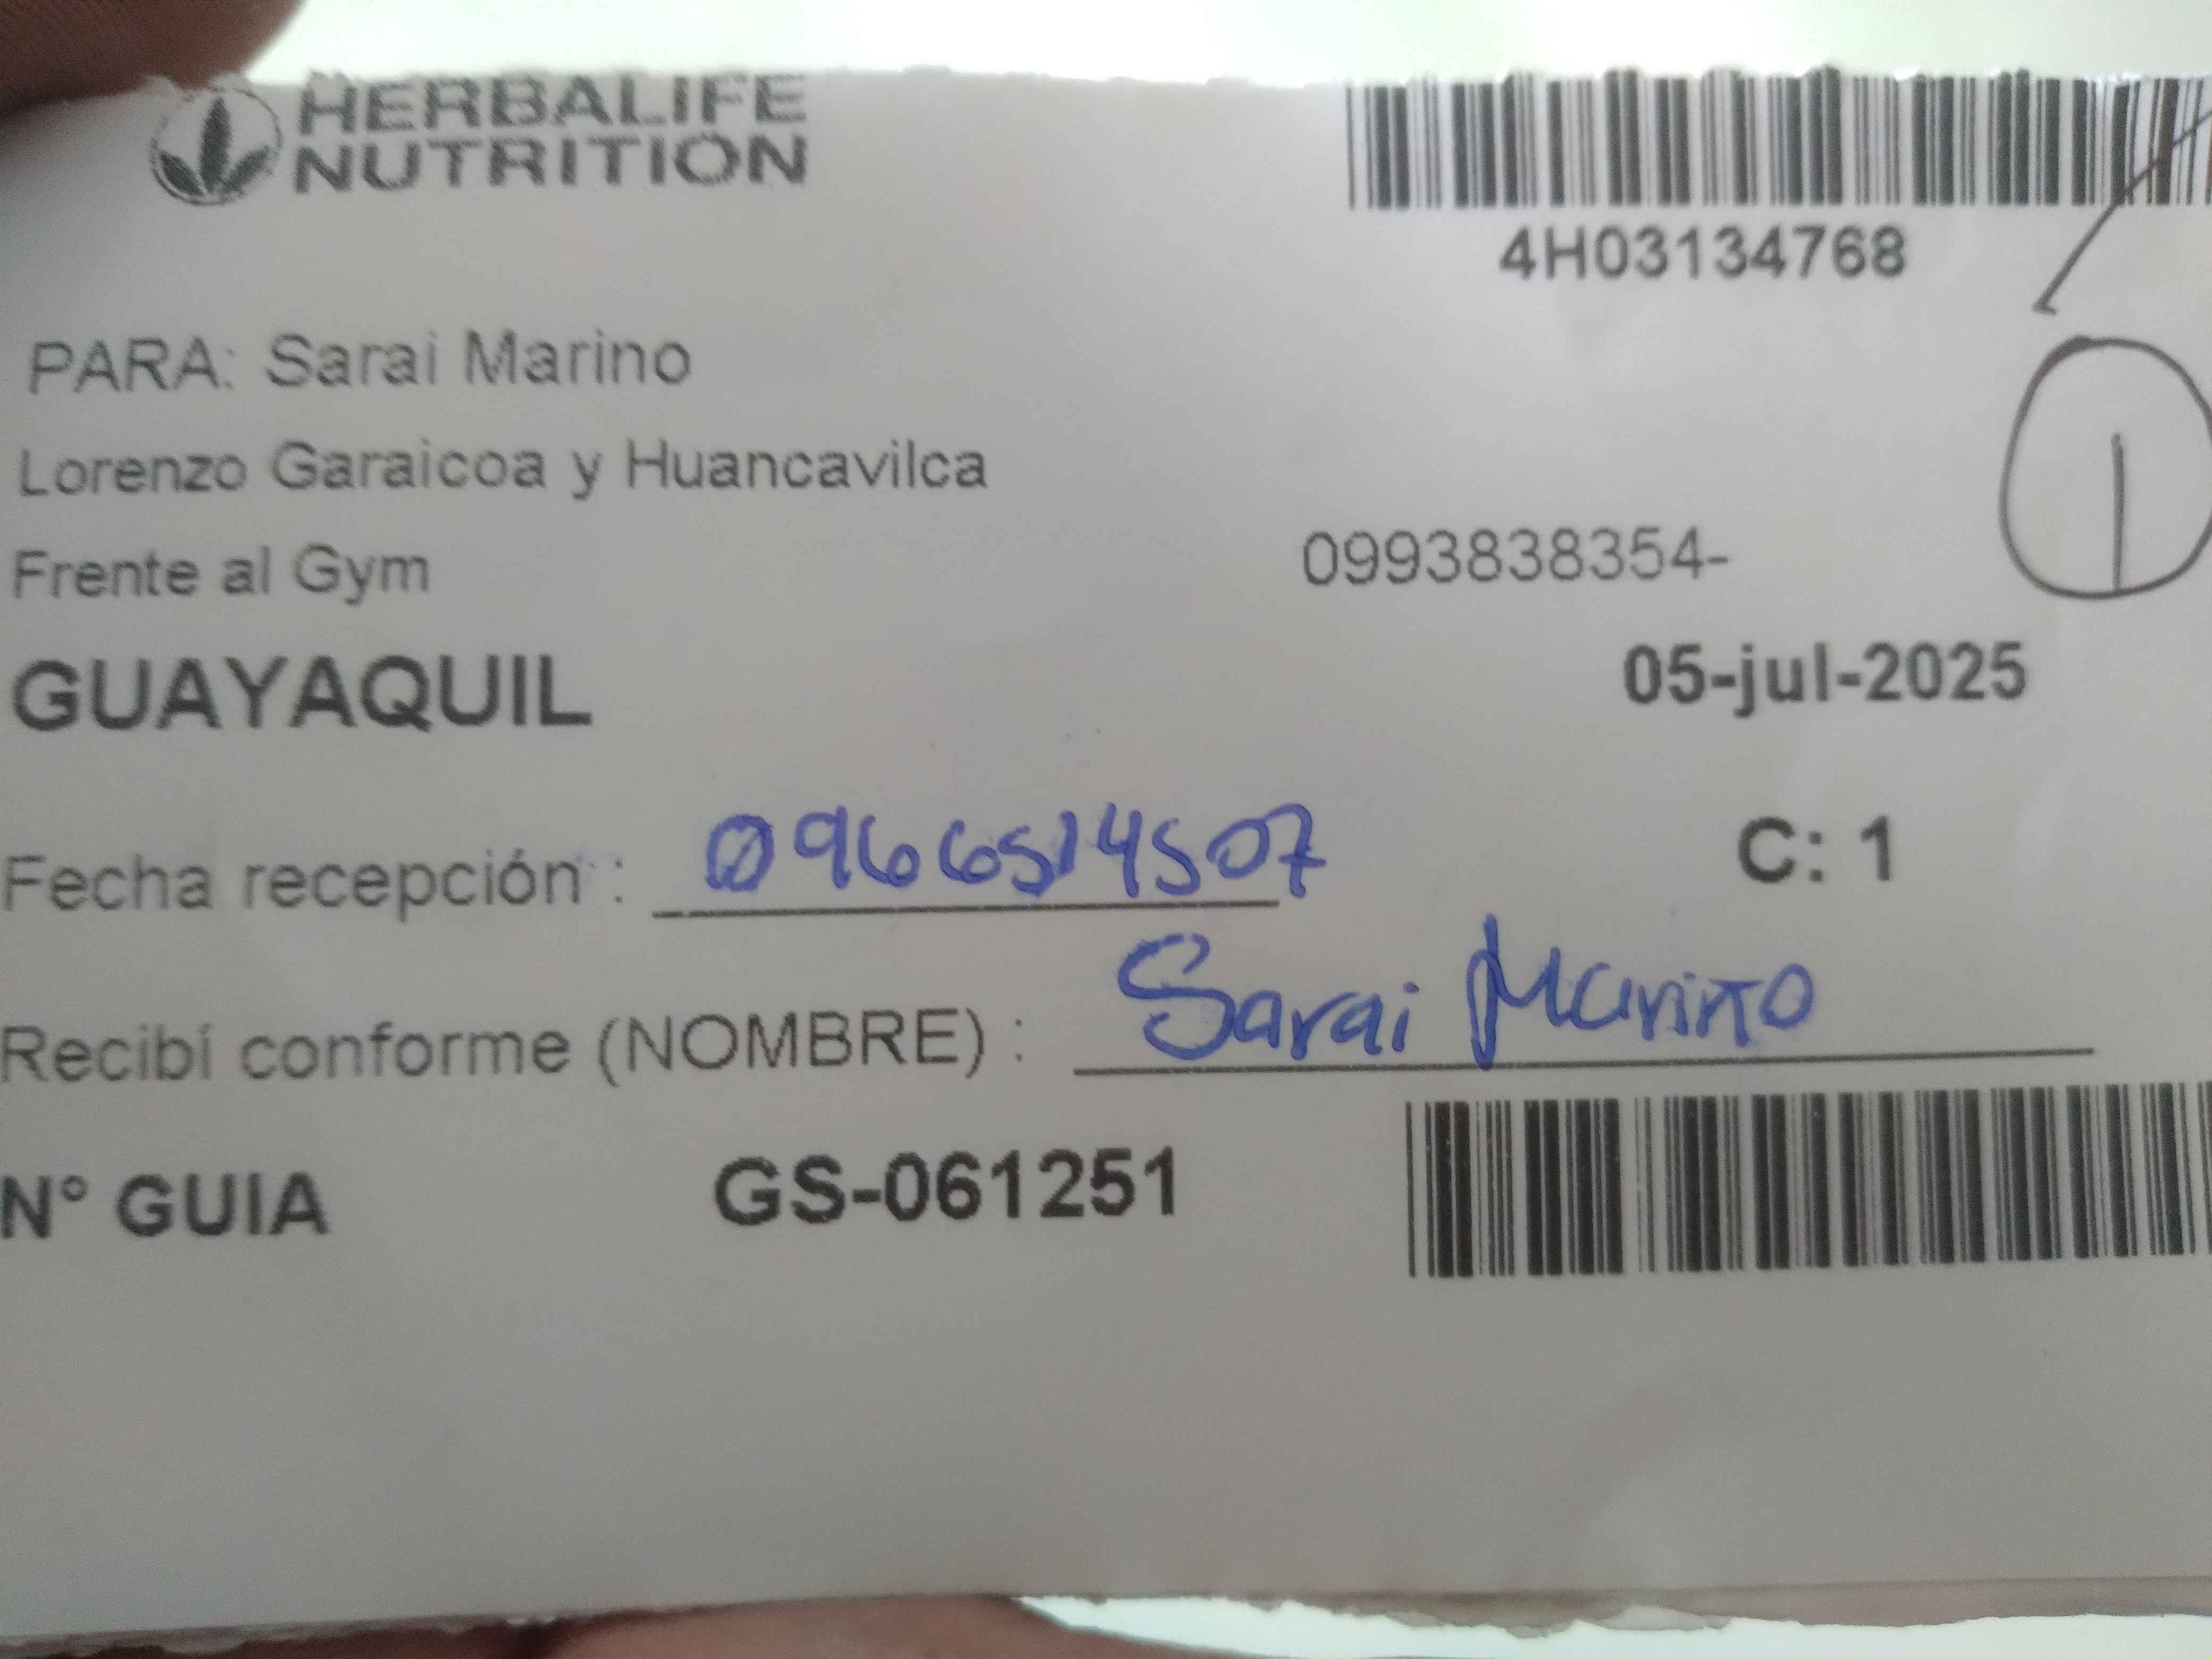 HERBALIFE
NUTRITION
4H03134768
PARA: Sarai Marino
Lorenzo Garaicoa y Huancavilca
Frente al Gym
0993838354-
1
GUAYAQUIL
05-jul-2025
Fecha recepción : 0966514507
C: 1
Recibí conforme (NOMBRE) : Sarai Marino
N° GUIA GS-061251